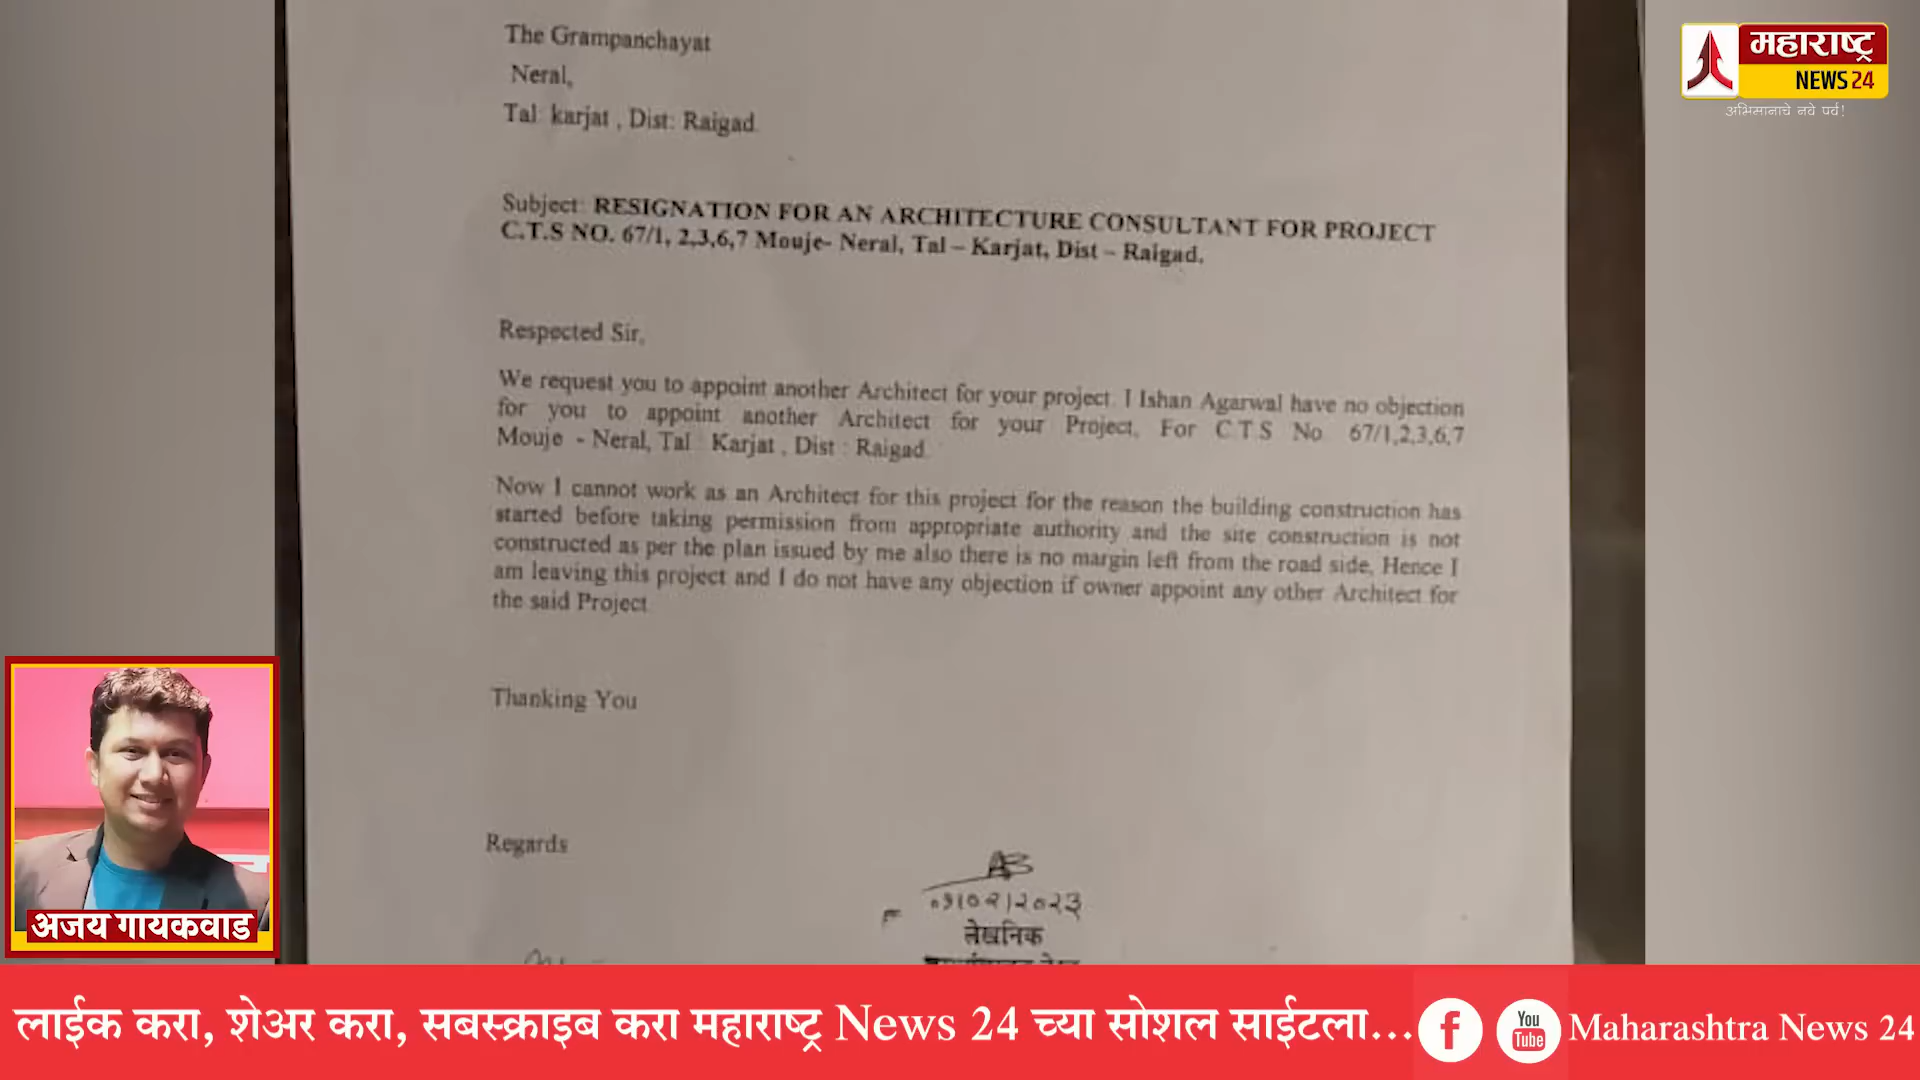 The Grampanchayat
Neral,
Tal: karjat , Dist: Raigad.
Subject: RESIGNATION FOR AN ARCHITECTURE CONSULTANT FOR PROJECT
C.T.S NO. 67/1, 2,3,6,7 Mouje- Neral, Tal – Karjat, Dist – Raigad.
Respected Sir,
We request you to appoint another Architect for your project. I Ishan Agarwal have no objection
for you to appoint another Architect for your Project, For C.T.S No. 67/1,2,3,6,7
Mouje - Neral, Tal : Karjat , Dist : Raigad.
Now I cannot work as an Architect for this project for the reason the building construction has
started before taking permission from appropriate authority and the site construction is not
constructed as per the plan issued by me also there is no margin left from the road side, Hence I
am leaving this project and I do not have any objection if owner appoint any other Architect for
the said Project
Thanking You
Regards
लेखनिक
महाराष्ट्र
NEWS 24
अभिमानाचे नवे पर्व!
अजय गायकवाड
लाईक करा, शेअर करा, सबस्क्राइब करा महाराष्ट्र News 24 च्या सोशल साईटला...
f
You
Tube
Maharashtra News 24